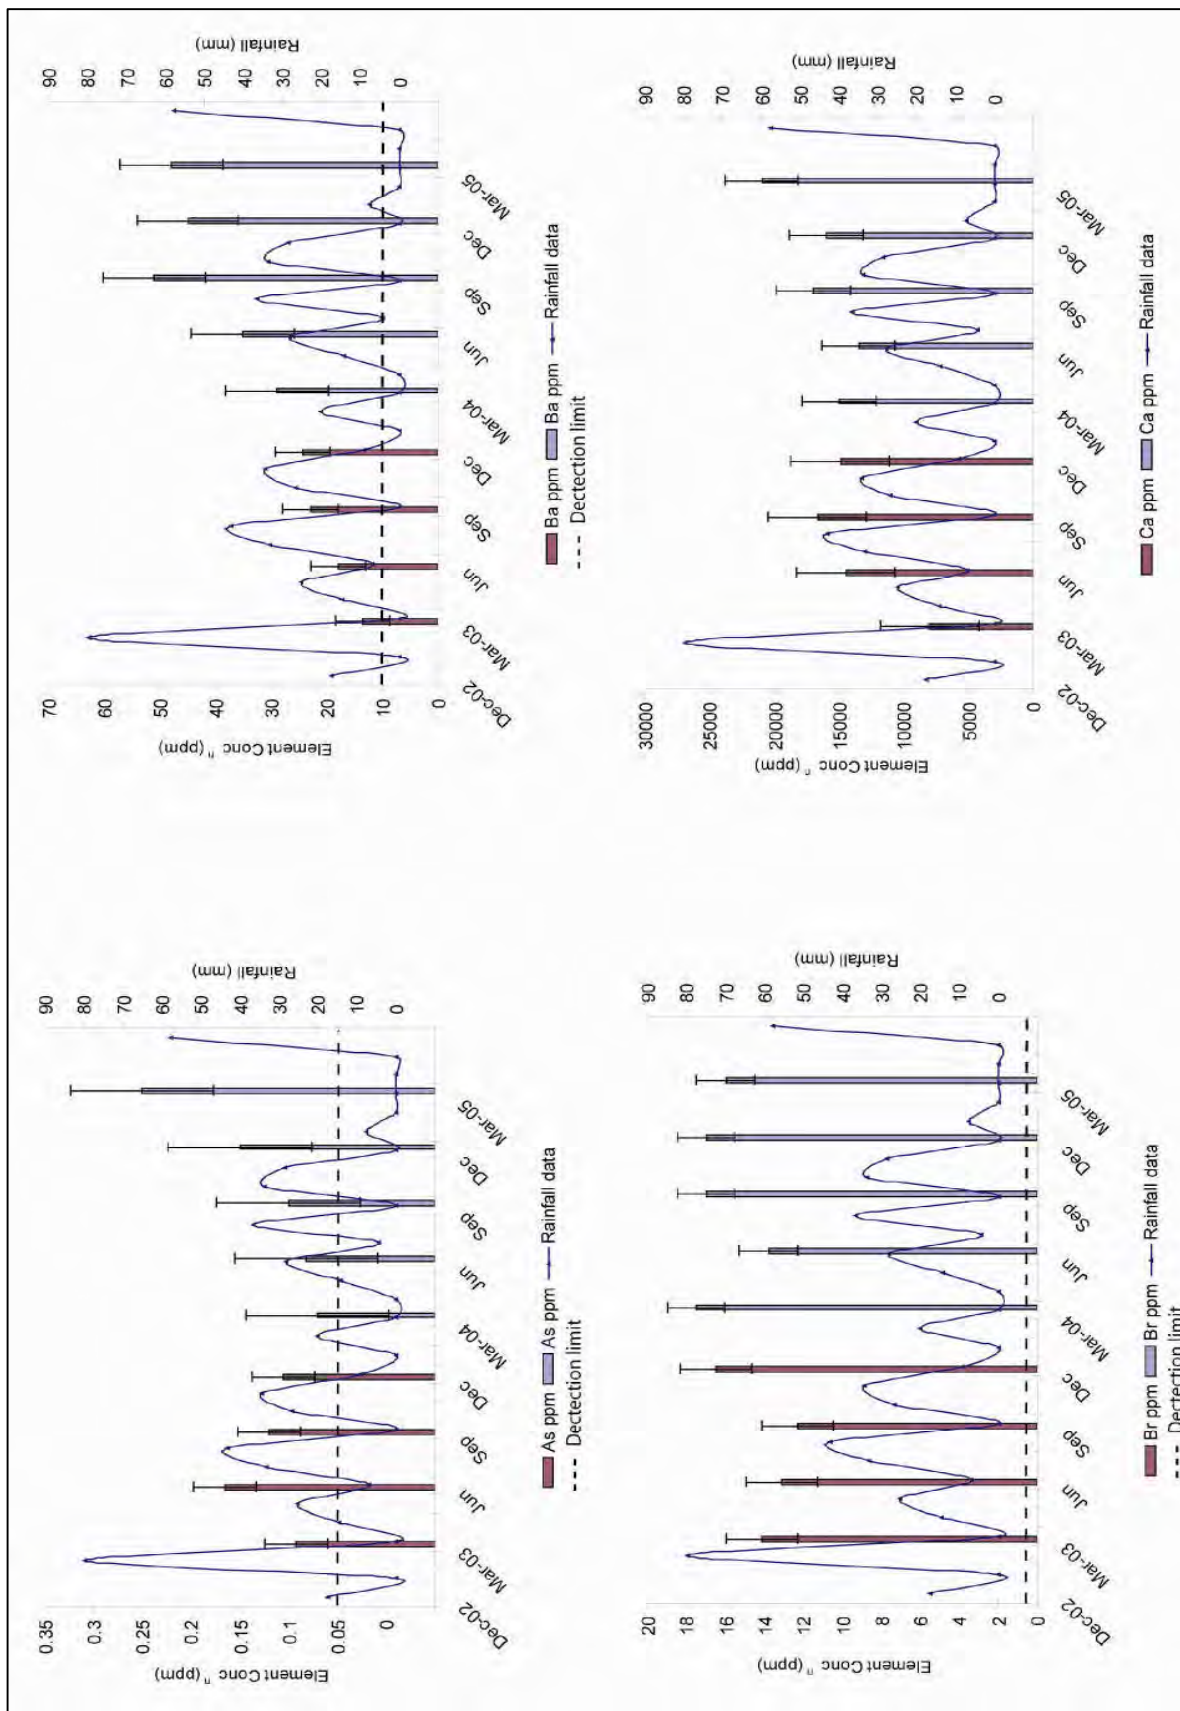 Element Conc ⁿ (ppm)
0.35
0.3
0.25
0.2
0.15
0.1
0.05
0
Rainfall (mm)
90
80
70
60
50
40
30
20
10
0
Dec-02
Mar-03
Jun
Sep
Dec
Mar-04
Jun
Sep
Dec
Mar-05
As ppm As ppm Rainfall data
Dectection limit
Element Conc ⁿ (ppm)
70
60
50
40
30
20
10
0
Rainfall (mm)
90
80
70
60
50
40
30
20
10
0
Dec-02
Mar-03
Jun
Sep
Dec
Mar-04
Jun
Sep
Dec
Mar-05
Ba ppm Ba ppm Rainfall data
Dectection limit
Element Conc ⁿ (ppm)
20
18
16
14
12
10
8
6
4
2
0
Rainfall (mm)
90
80
70
60
50
40
30
20
10
0
Dec-02
Mar-03
Jun
Sep
Dec
Mar-04
Jun
Sep
Dec
Mar-05
Br ppm Br ppm Rainfall data
Dectection limit
Element Conc ⁿ (ppm)
30000
25000
20000
15000
10000
5000
0
Rainfall (mm)
90
80
70
60
50
40
30
20
10
0
Dec-02
Mar-03
Jun
Sep
Dec
Mar-04
Jun
Sep
Dec
Mar-05
Ca ppm Ca ppm Rainfall data